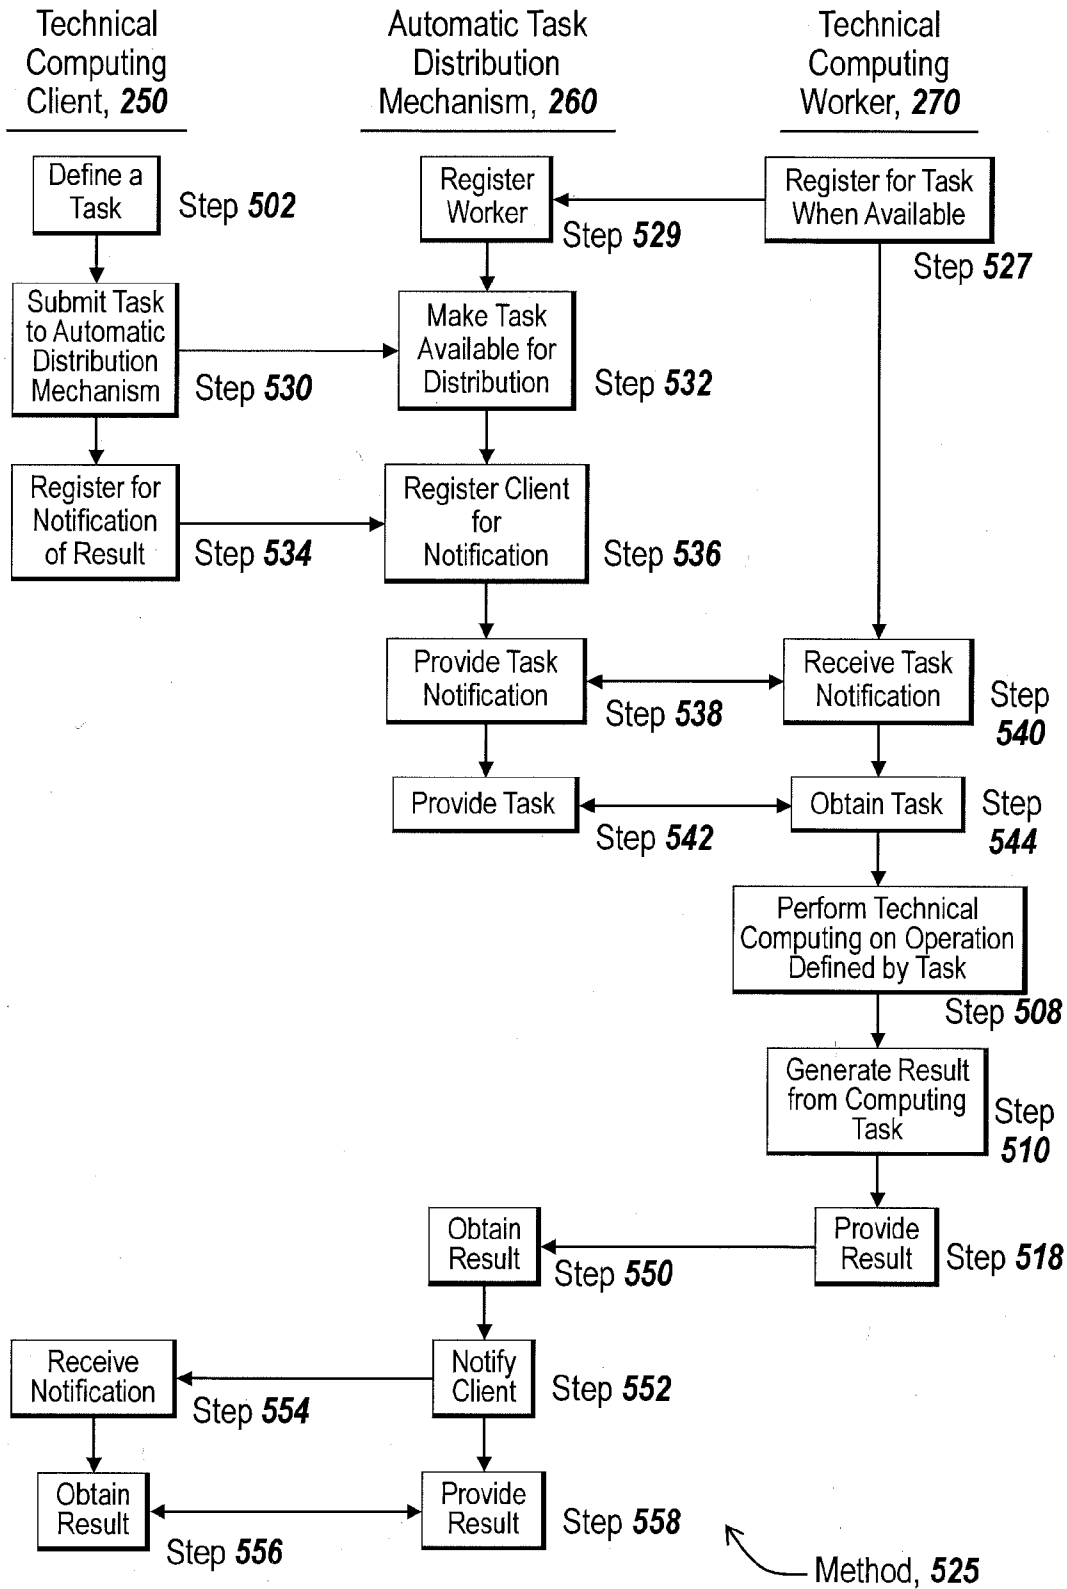 Technical
Computing
Client, 250
Automatic Task
Distribution
Mechanism, 260
Technical
Computing
Worker, 270
Define a
Task
Step 502
Register
Worker
Step 529
Register for Task
When Available
Step 527
Submit Task
to Automatic
Distribution
Mechanism
Step 530
Make Task
Available for
Distribution
Step 532
Register for
Notification
of Result
Step 534
Register Client
for
Notification
Step 536
Provide Task
Notification
Step 538
Receive Task
Notification
Step
540
Provide Task
Step 542
Obtain Task
Step
544
Perform Technical
Computing on Operation
Defined by Task
Step 508
Generate Result
from Computing
Task
Step
510
Obtain
Result
Step 550
Provide
Result
Step 518
Receive
Notification
Step 554
Notify
Client
Step 552
Obtain
Result
Step 556
Provide
Result
Step 558
Method, 525